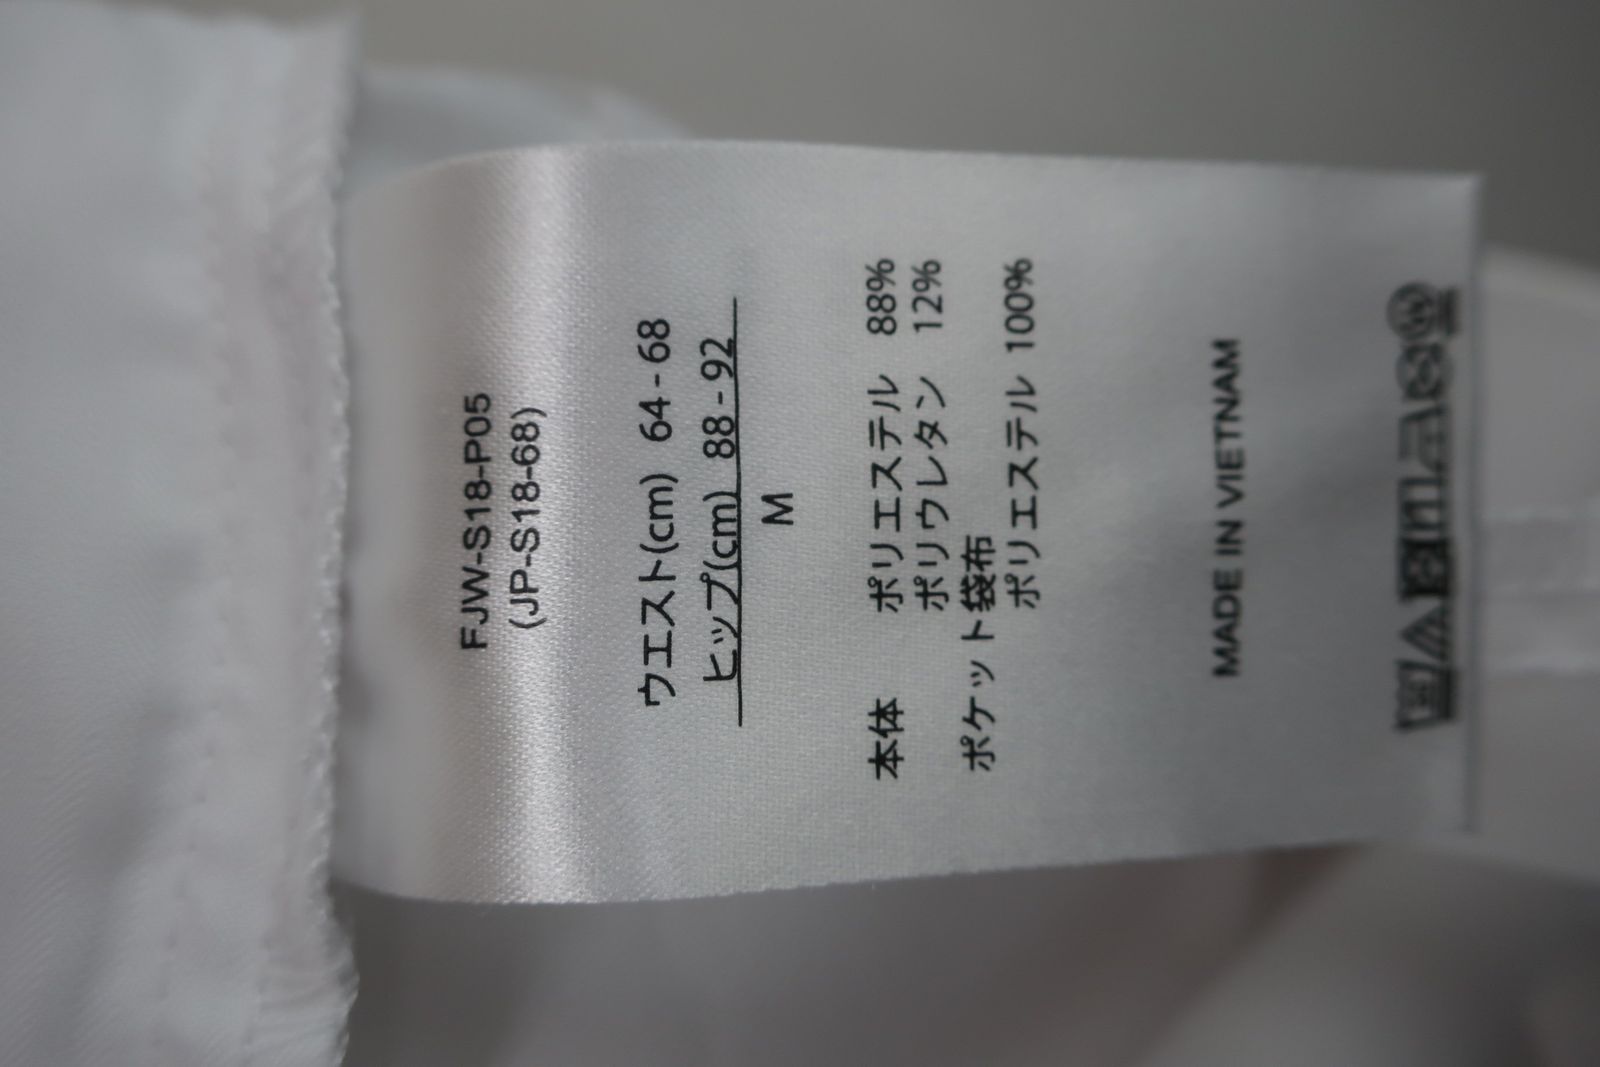 FJW-S18-P05
(JP-S18-68)
ウエスト(cm) 64 - 68
ヒップ(cm) 88 - 92
M
本体 ポリエステル 88%
ポリウレタン 12%
ポケット袋布
ポリエステル 100%
MADE IN VIETNAM